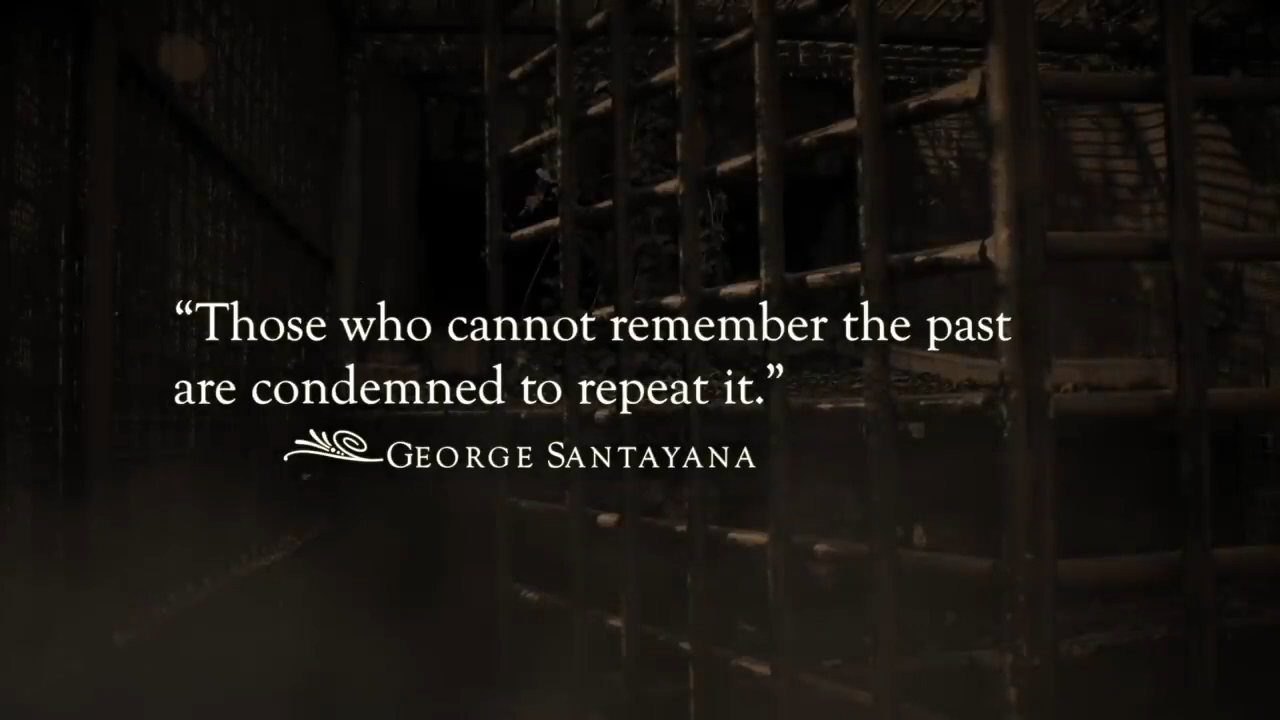 “Those who cannot remember the past
are condemned to repeat it.”
George Santayana